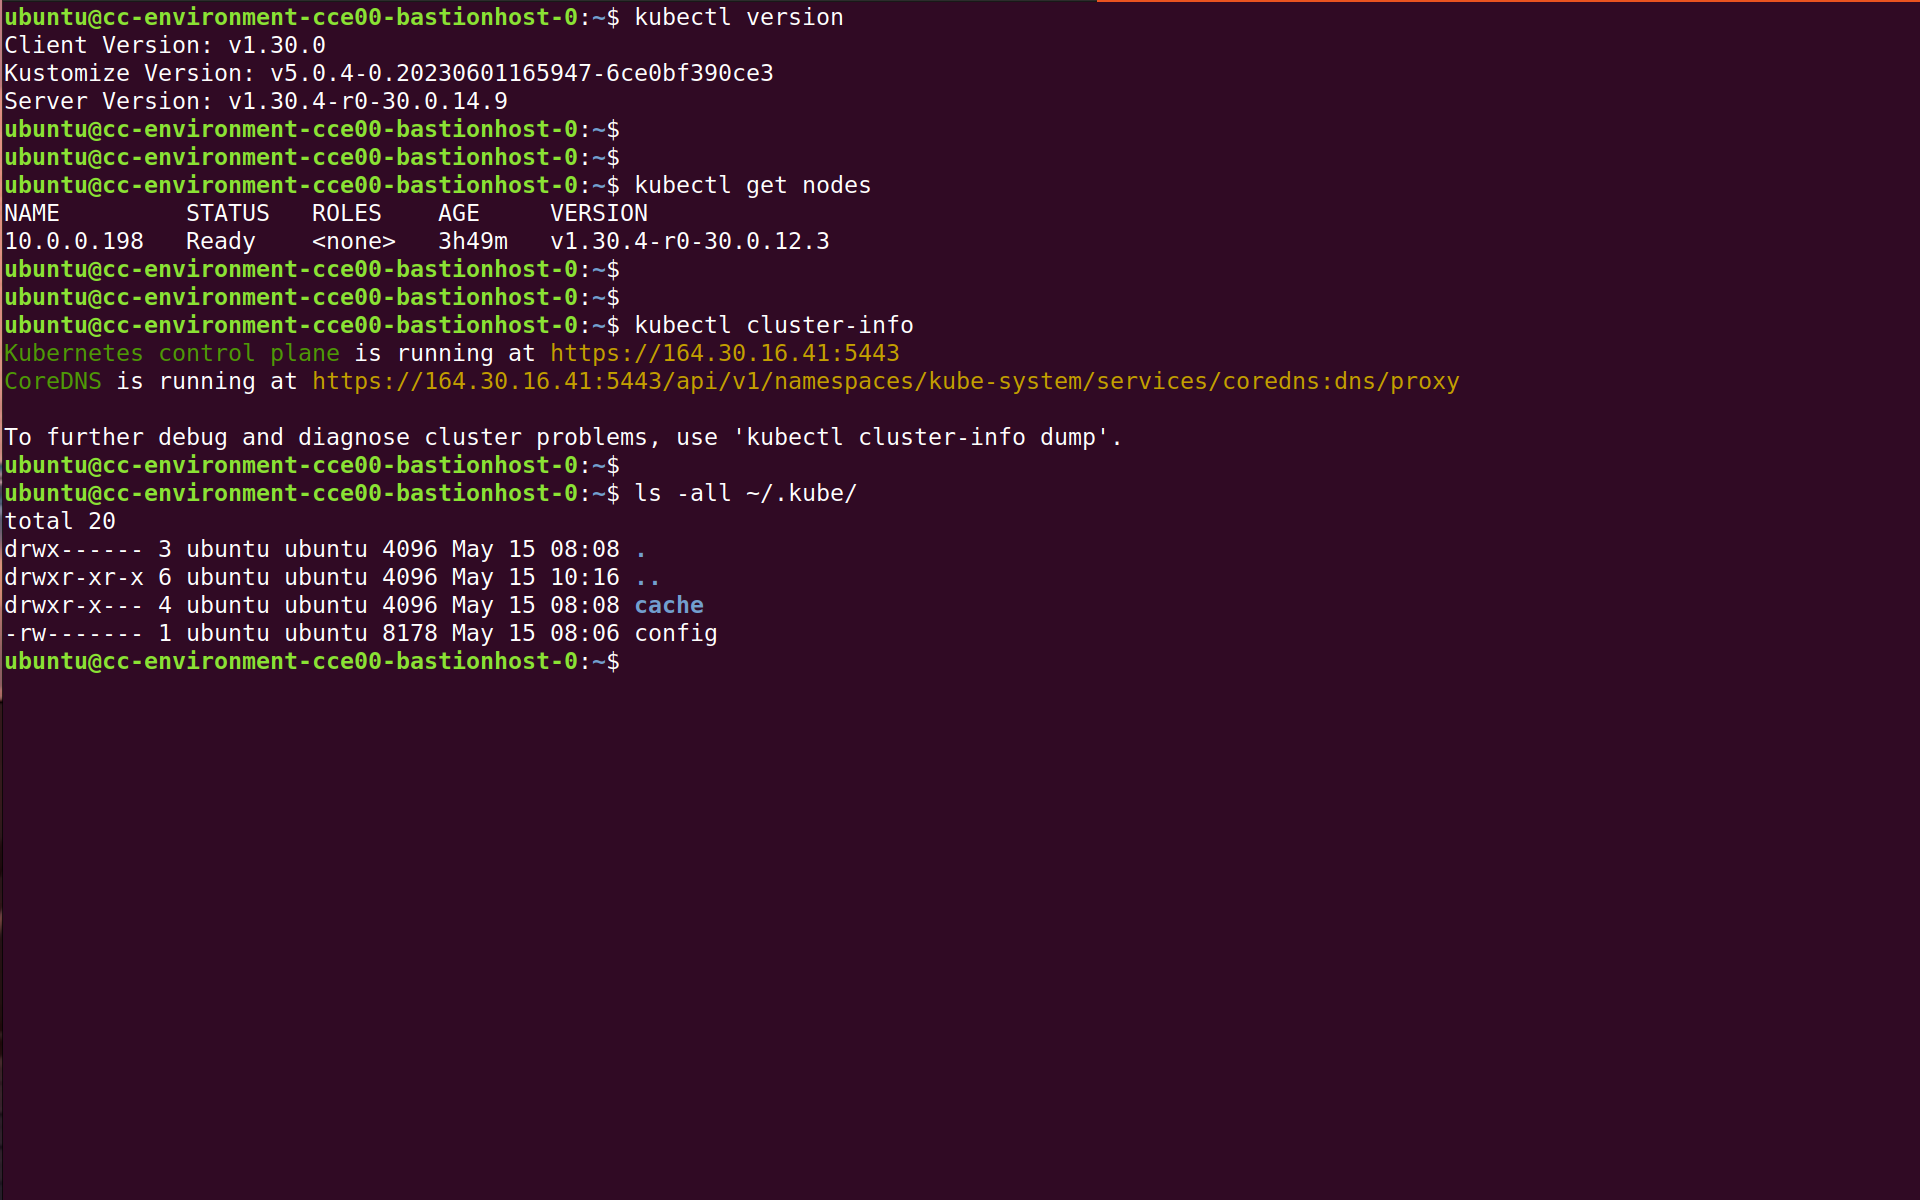 ubuntu@cc-environment-cce00-bastionhost-0:~$ kubectl version
Client Version: v1.30.0
Kustomize Version: v5.0.4-0.20230601165947-6ce0bf390ce3
Server Version: v1.30.4-r0-30.0.14.9
ubuntu@cc-environment-cce00-bastionhost-0:~$
ubuntu@cc-environment-cce00-bastionhost-0:~$
ubuntu@cc-environment-cce00-bastionhost-0:~$ kubectl get nodes
NAME         STATUS   ROLES    AGE     VERSION
10.0.0.198   Ready    <none>   3h49m   v1.30.4-r0-30.0.12.3
ubuntu@cc-environment-cce00-bastionhost-0:~$
ubuntu@cc-environment-cce00-bastionhost-0:~$
ubuntu@cc-environment-cce00-bastionhost-0:~$ kubectl cluster-info
Kubernetes control plane is running at https://164.30.16.41:5443
CoreDNS is running at https://164.30.16.41:5443/api/v1/namespaces/kube-system/services/coredns:dns/proxy

To further debug and diagnose cluster problems, use 'kubectl cluster-info dump'.
ubuntu@cc-environment-cce00-bastionhost-0:~$
ubuntu@cc-environment-cce00-bastionhost-0:~$ ls -all ~/.kube/
total 20
drwx------ 3 ubuntu ubuntu 4096 May 15 08:08 .
drwxr-xr-x 6 ubuntu ubuntu 4096 May 15 10:16 ..
drwxr-x--- 4 ubuntu ubuntu 4096 May 15 08:08 cache
-rw------- 1 ubuntu ubuntu 8178 May 15 08:06 config
ubuntu@cc-environment-cce00-bastionhost-0:~$